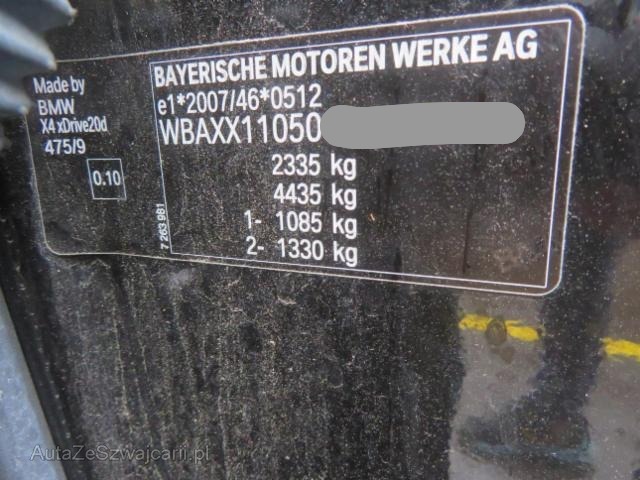 Made by
BMW
X4 xDrive20d
475/9
0.10
BAYERISCHE MOTOREN WERKE AG
e1*2007/46*0512
WBAXX11050
2335 kg
4435 kg
1- 1085 kg
2- 1330 kg
7 263 981
AutaZeSzwajcarii.pl